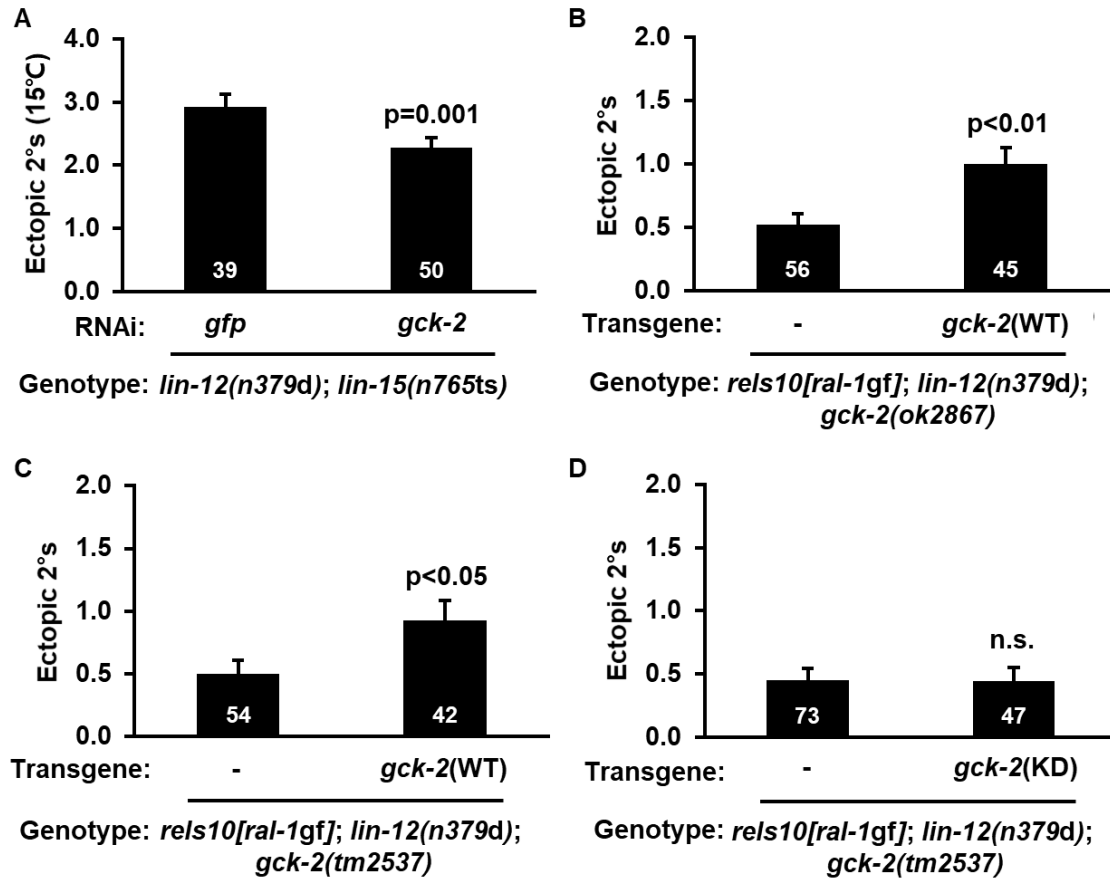 A
Ectopic 2°s (15℃)
4.0
3.0
2.0
1.0
0.0
p=0.001
39
50
RNAi: gfp gck-2
Genotype: lin-12(n379d); lin-15(n765ts)
B
Ectopic 2°s
2.0
1.5
1.0
0.5
0.0
p<0.01
56
45
Transgene: - gck-2(WT)
Genotype: reIs10[ral-1gf]; lin-12(n379d);
gck-2(ok2867)
C
Ectopic 2°s
2.0
1.5
1.0
0.5
0.0
p<0.05
54
42
Transgene: - gck-2(WT)
Genotype: reIs10[ral-1gf]; lin-12(n379d);
gck-2(tm2537)
D
Ectopic 2°s
2.0
1.5
1.0
0.5
0.0
n.s.
73
47
Transgene: - gck-2(KD)
Genotype: reIs10[ral-1gf]; lin-12(n379d);
gck-2(tm2537)